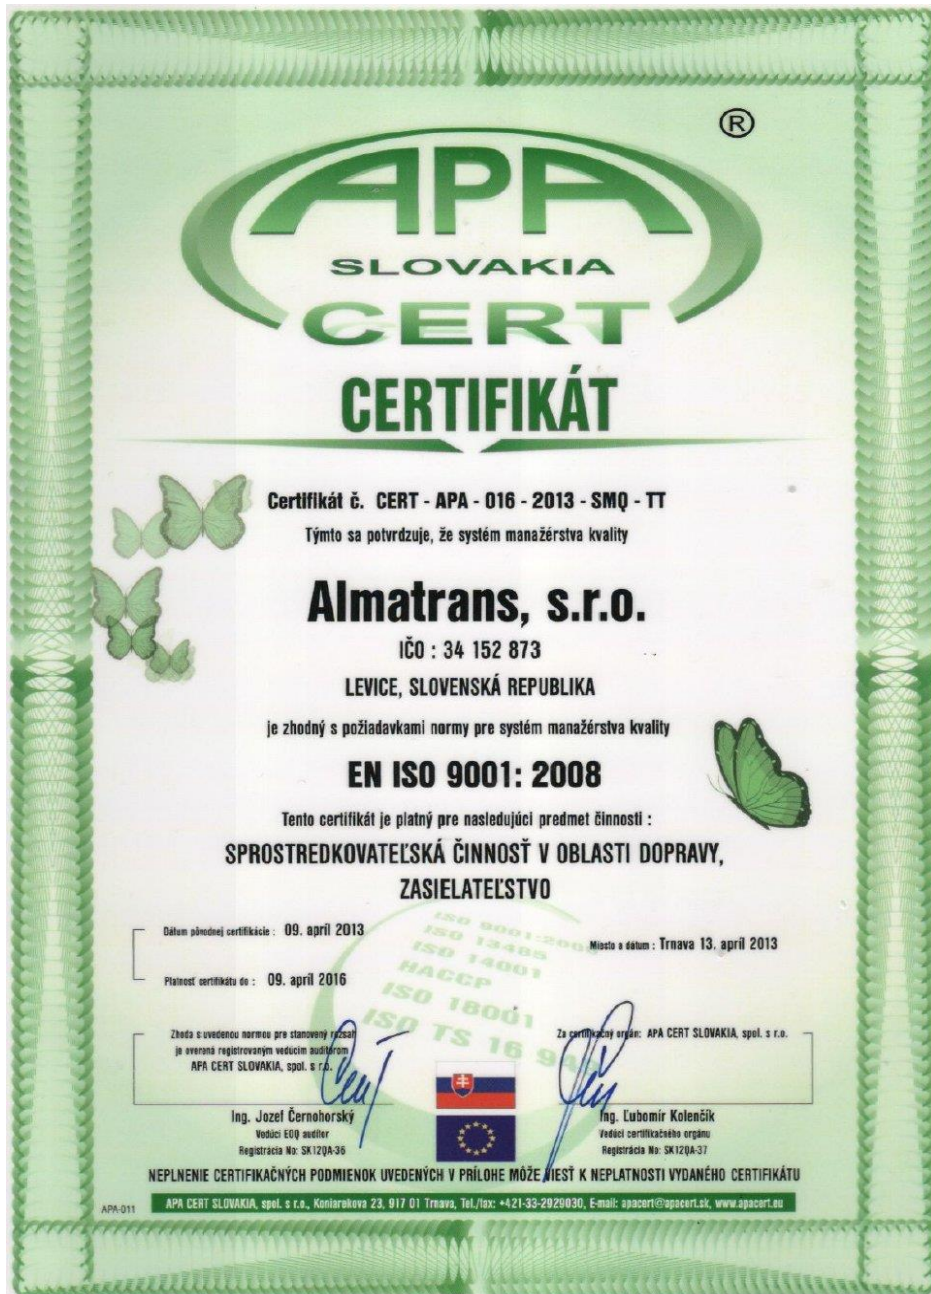 ®
APA
SLOVAKIA
CERT
CERTIFIKÁT
Certifikát č. CERT - APA - 016 - 2013 - SMQ - TT
Týmto sa potvrdzuje, že systém manažérstva kvality
Almatrans, s.r.o.
IČO : 34 152 873
LEVICE, SLOVENSKÁ REPUBLIKA
je zhodný s požiadavkami normy pre systém manažérstva kvality
EN ISO 9001: 2008
Tento certifikát je platný pre nasledujúci predmet činnosti :
SPROSTREDKOVATEĽSKÁ ČINNOSŤ V OBLASTI DOPRAVY,
ZASIELATEĽSTVO
Dátum pôvodnej certifikácie : 09. apríl 2013
Miesto a dátum : Trnava 13. apríl 2013
Platnosť certifikátu do : 09. apríl 2016
ISO 9001:2008
ISO 13485
ISO 14001
HACCP
ISO 18001
ISO TS 16 949
Zhoda s uvedenou normou pre stanovený rozsah
je overená registrovaným vedúcim audítorom
APA CERT SLOVAKIA, spol. s r.o.
Za certifikačný orgán: APA CERT SLOVAKIA, spol. s r.o.
Ing. Jozef Černohorský
Vedúci EOQ audítor
Registrácia No: SK12QA-36
Ing. Ľubomír Kolenčík
Vedúci certifikačného orgánu
Registrácia No: SK12QA-37
NEPLNENIE CERTIFIKAČNÝCH PODMIENOK UVEDENÝCH V PRÍLOHE MÔŽE VIESŤ K NEPLATNOSTI VYDANÉHO CERTIFIKÁTU
APA-011
APA CERT SLOVAKIA, spol. s r.o., Koniarekova 23, 917 01 Trnava, Tel./fax: +421-33-2929030, E-mail: apacert@apacert.sk, www.apacert.eu